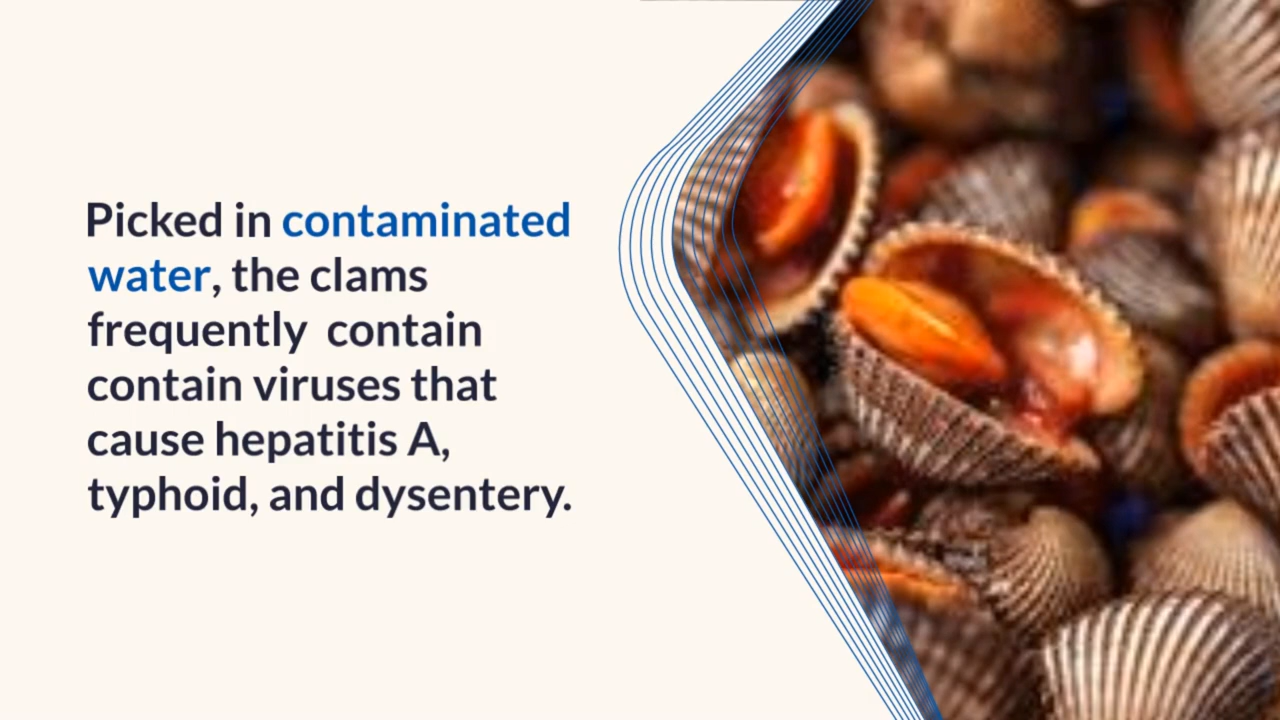 Picked in contaminated
water, the clams
frequently  contain
contain viruses that
cause hepatitis A,
typhoid, and dysentery.